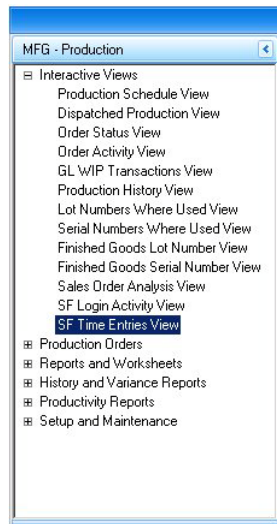 MFG - Production
Interactive Views
Production Schedule View
Dispatched Production View
Order Status View
Order Activity View
GL WIP Transactions View
Production History View
Lot Numbers Where Used View
Serial Numbers Where Used View
Finished Goods Lot Number View
Finished Goods Serial Number View
Sales Order Analysis View
SF Login Activity View
SF Time Entries View
Production Orders
Reports and Worksheets
History and Variance Reports
Productivity Reports
Setup and Maintenance